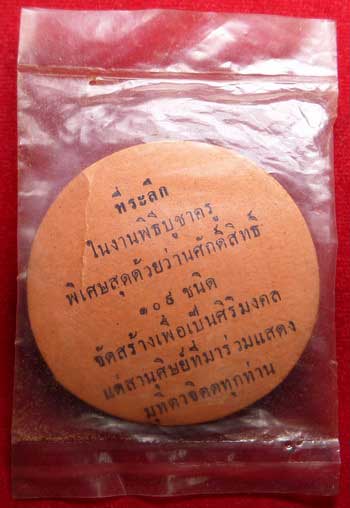 ที่ระลึก
ในงานพิธีบูชาครู
พิเศษสุดด้วยว่านศักดิ์สิทธิ์
๑๐๘ ชนิด
จัดสร้างเพื่อเป็นศิริมงคล
แด่สานุศิษย์ที่มาร่วมแสดง
มุทิตาจิตตทุกท่าน